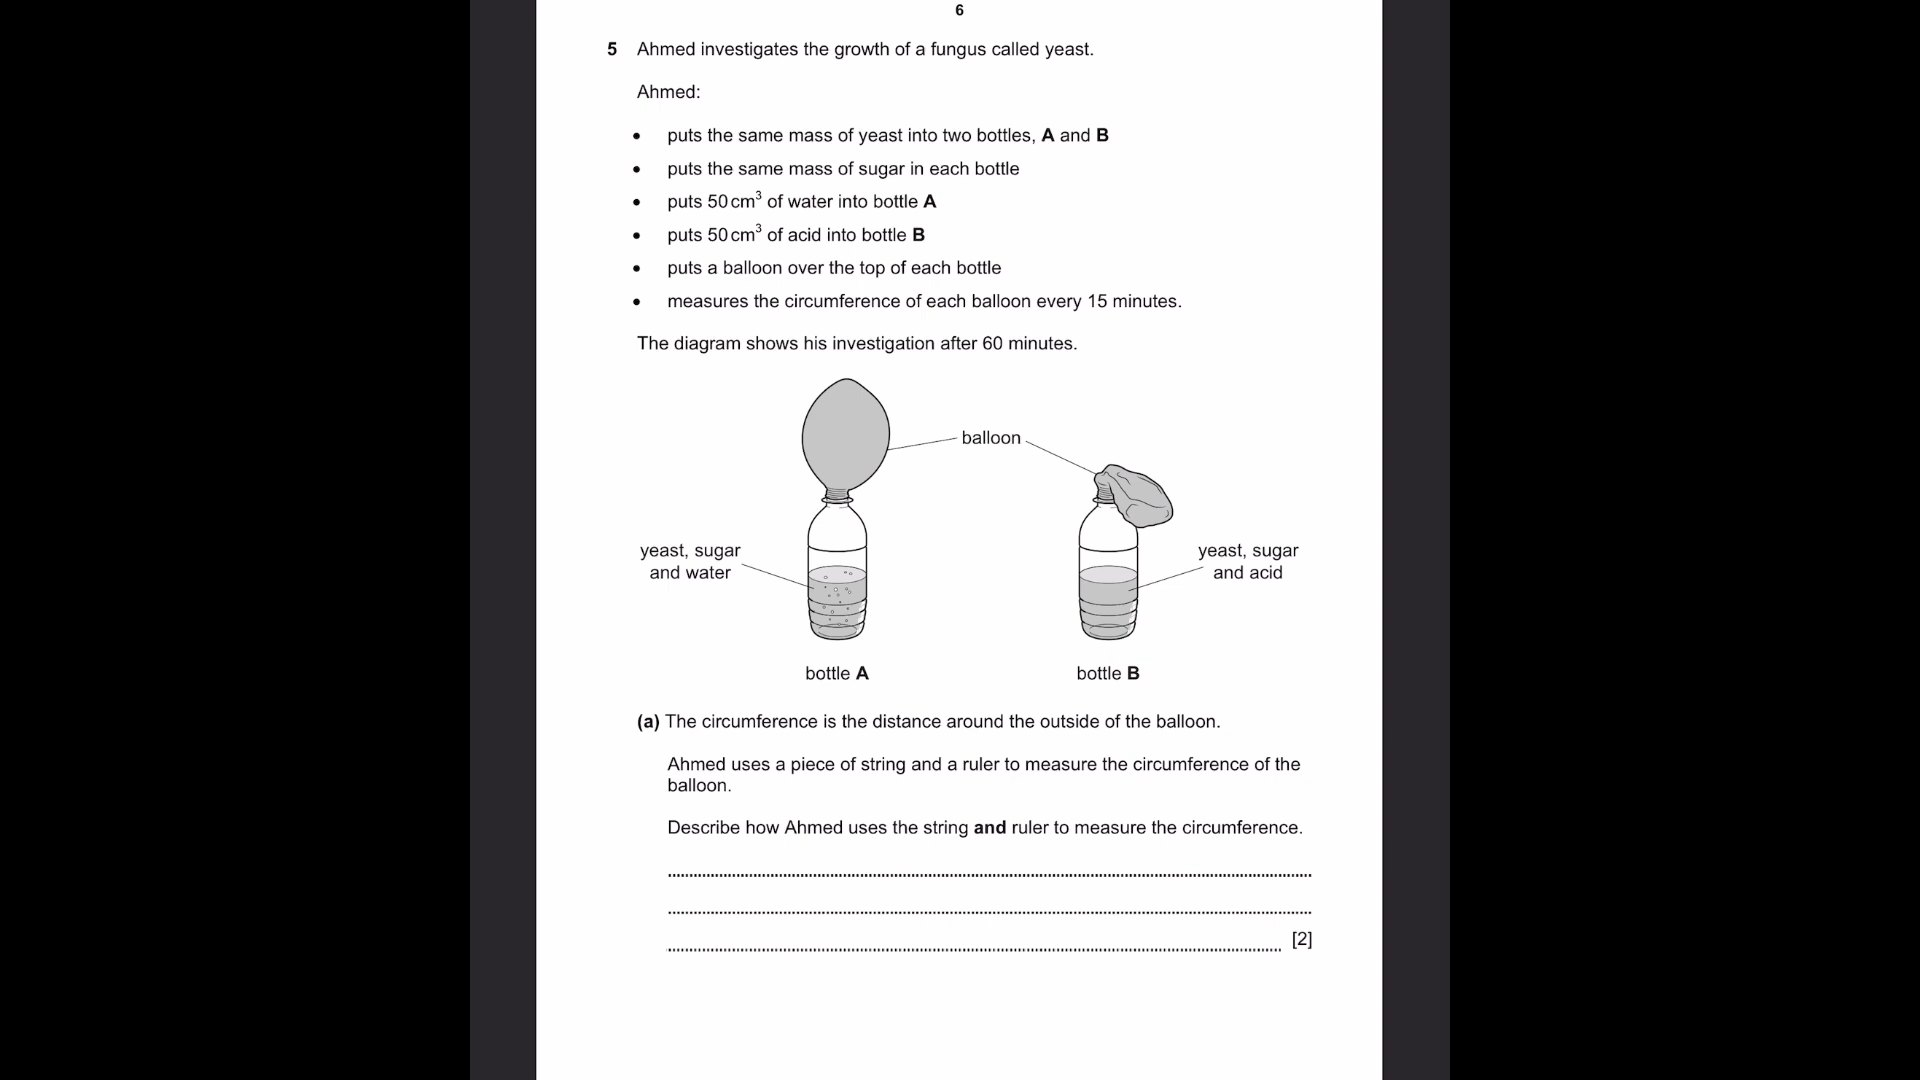 6
5 Ahmed investigates the growth of a fungus called yeast.
Ahmed:
• puts the same mass of yeast into two bottles, A and B
• puts the same mass of sugar in each bottle
• puts 50 cm³ of water into bottle A
• puts 50 cm³ of acid into bottle B
• puts a balloon over the top of each bottle
• measures the circumference of each balloon every 15 minutes.
The diagram shows his investigation after 60 minutes.
balloon
yeast, sugar
and water
yeast, sugar
and acid
bottle A
bottle B
(a) The circumference is the distance around the outside of the balloon.
Ahmed uses a piece of string and a ruler to measure the circumference of the
balloon.
Describe how Ahmed uses the string and ruler to measure the circumference.
[2]